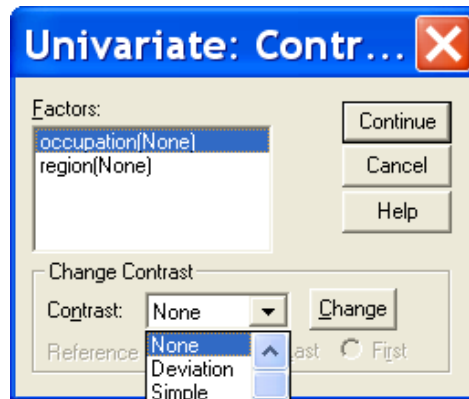 Univariate: Contr...
Factors:
occupation(None)
region(None)
Continue
Cancel
Help
Change Contrast
Contrast: None Change
Reference ast First
None
Deviation
Simple